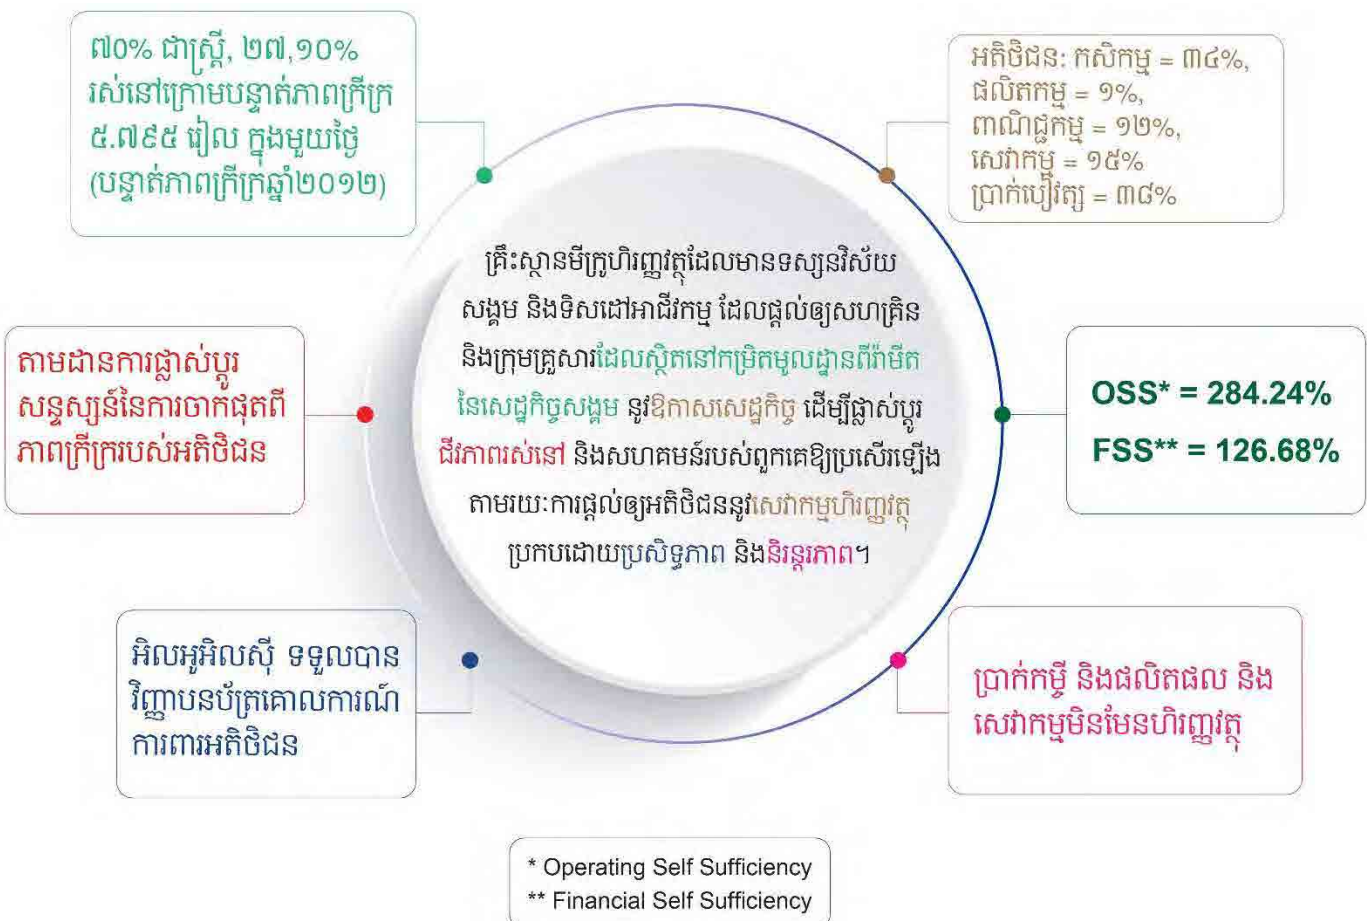 ៧០% ជាស្ត្រី, ២៧,១០%
រស់នៅក្រោមបន្ទាត់ភាពក្រីក្រ
៥.៧៩៥ រៀល ក្នុងមួយថ្ងៃ
(បន្ទាត់ភាពក្រីក្រឆ្នាំ២០១២)
អតិថិជន: កសិកម្ម = ៣៤%,
ផលិតកម្ម = ១%,
ពាណិជ្ជកម្ម = ១២%,
សេវាកម្ម = ១៥%
ប្រាក់បៀវត្ស = ៣៨%
គ្រឹះស្ថានមីក្រូហិរញ្ញវត្ថុដែលមានទស្សនវិស័យ
សង្គម និងទិសដៅអាជីវកម្ម ដែលផ្តល់ឲ្យសហគ្រិន
និងក្រុមគ្រួសារដែលស្ថិតនៅកម្រិតមូលដ្ឋានពីរ៉ាមីត
នៃសេដ្ឋកិច្ចសង្គម នូវឱកាសសេដ្ឋកិច្ច ដើម្បីផ្លាស់ប្តូរ
ជីវភាពរស់នៅ និងសហគមន៍របស់ពួកគេឱ្យប្រសើរឡើង
តាមរយៈការផ្តល់ឲ្យអតិថិជននូវសេវាកម្មហិរញ្ញវត្ថុ
ប្រកបដោយប្រសិទ្ធភាព និងនិរន្តរភាព។
តាមដានការផ្លាស់ប្តូរ
សន្ទស្សន៍នៃការចាកផុតពី
ភាពក្រីក្ររបស់អតិថិជន
OSS* = 284.24%
FSS** = 126.68%
អិលអូអិលស៊ី ទទួលបាន
វិញ្ញាបនប័ត្រគោលការណ៍
ការពារអតិថិជន
ប្រាក់កម្ចី និងផលិតផល និង
សេវាកម្មមិនមែនហិរញ្ញវត្ថុ
* Operating Self Sufficiency
** Financial Self Sufficiency